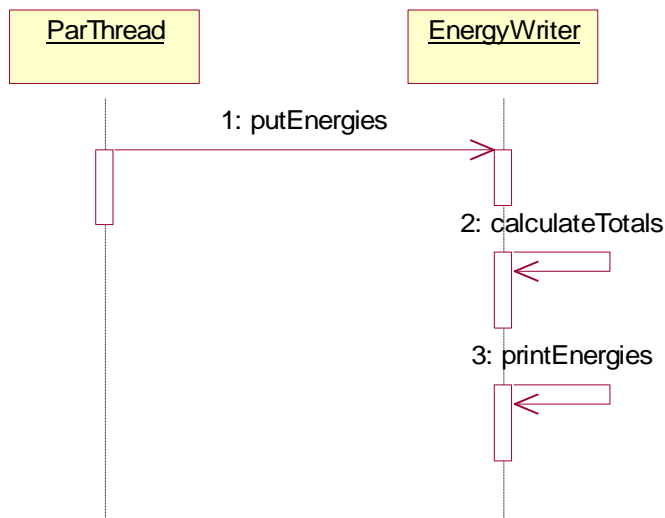 ParThread
EnergyWriter
1: putEnergies
2: calculateTotals
3: printEnergies